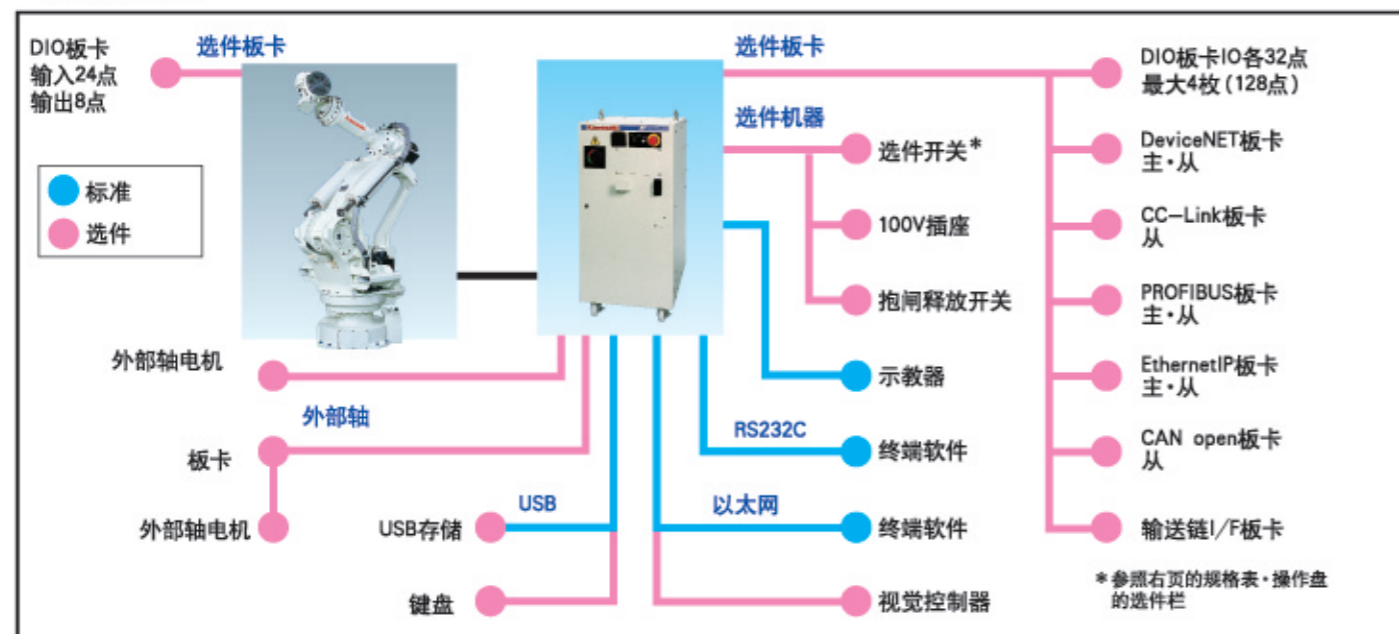 DIO板卡
输入24点
输出8点
选件板卡
标准
选件
外部轴电机
外部轴
板卡
外部轴电机
USB
USB存储
键盘
选件板卡
选件机器
选件开关*
100V插座
抱闸释放开关
示教器
RS232C
终端软件
以太网
终端软件
视觉控制器
DIO板卡IO各32点
最大4枚(128点)
DeviceNET板卡
主·从
CC-Link板卡
从
PROFIBUS板卡
主·从
EthernetIP板卡
主·从
CAN open板卡
从
输送链I/F板卡
*参照右页的规格表·操作盘
的选件栏
Kawasaki